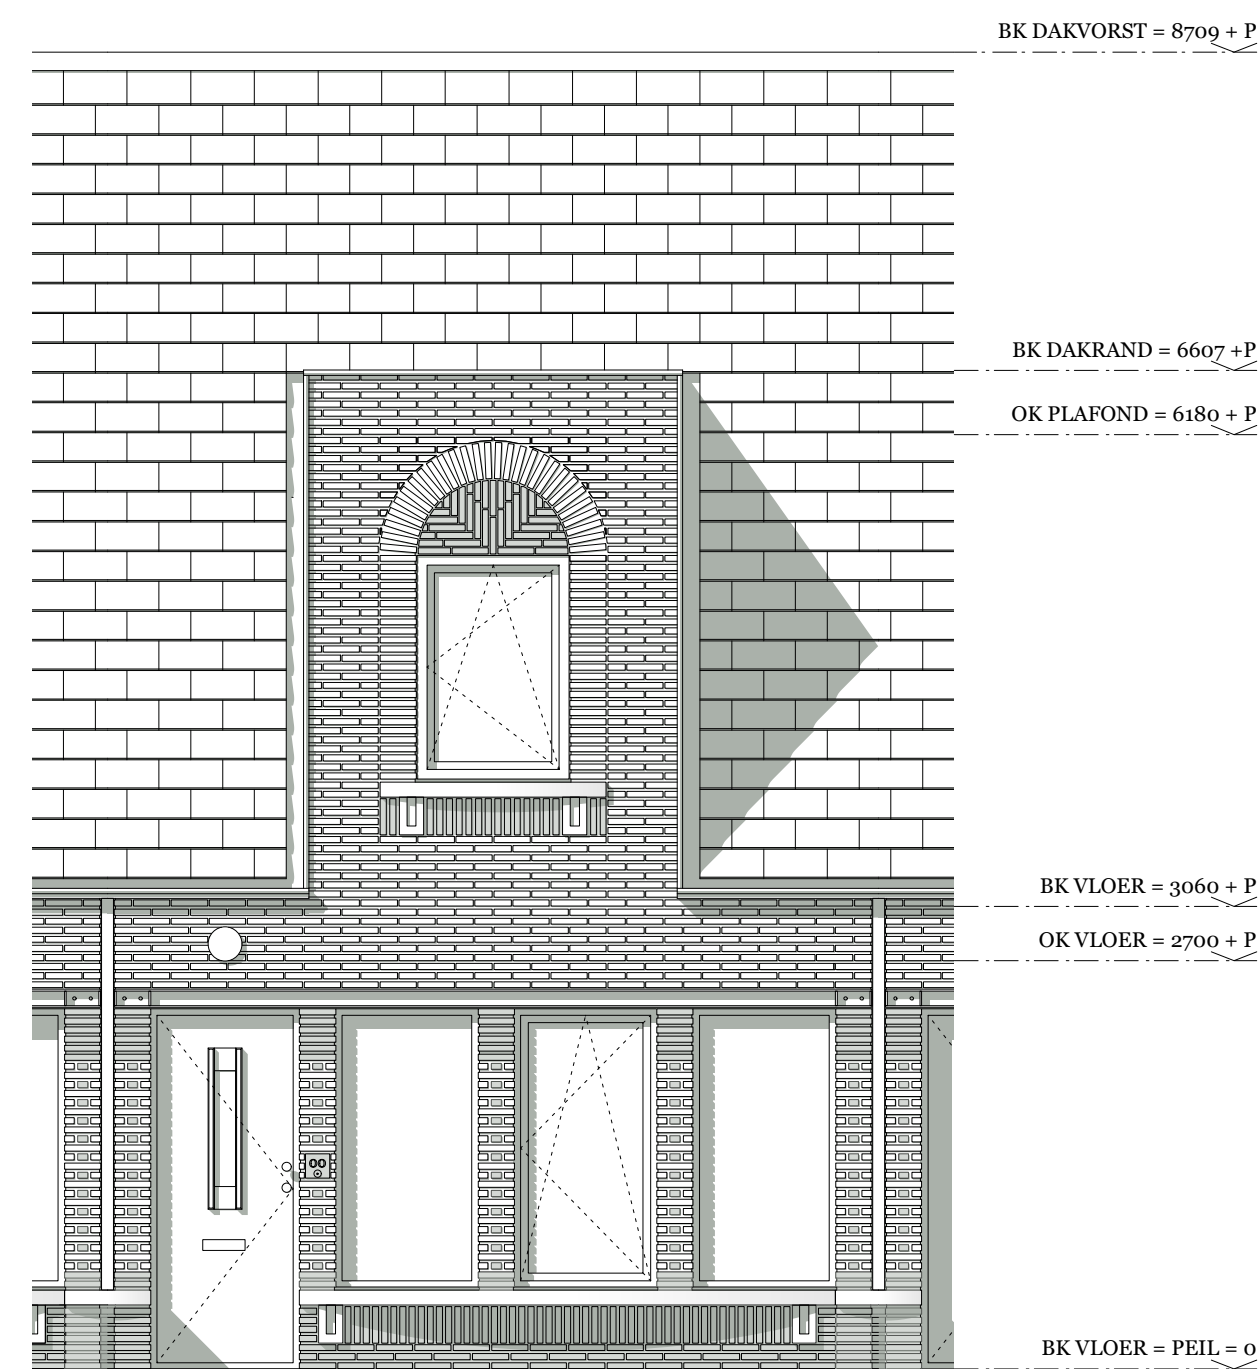 BK DAKVORST = 8709 + P
BK DAKRAND = 6607 +P
OK PLAFOND = 6180 + P
BK VLOER = 3060 + P
OK VLOER = 2700 + P
BK VLOER = PEIL = 0